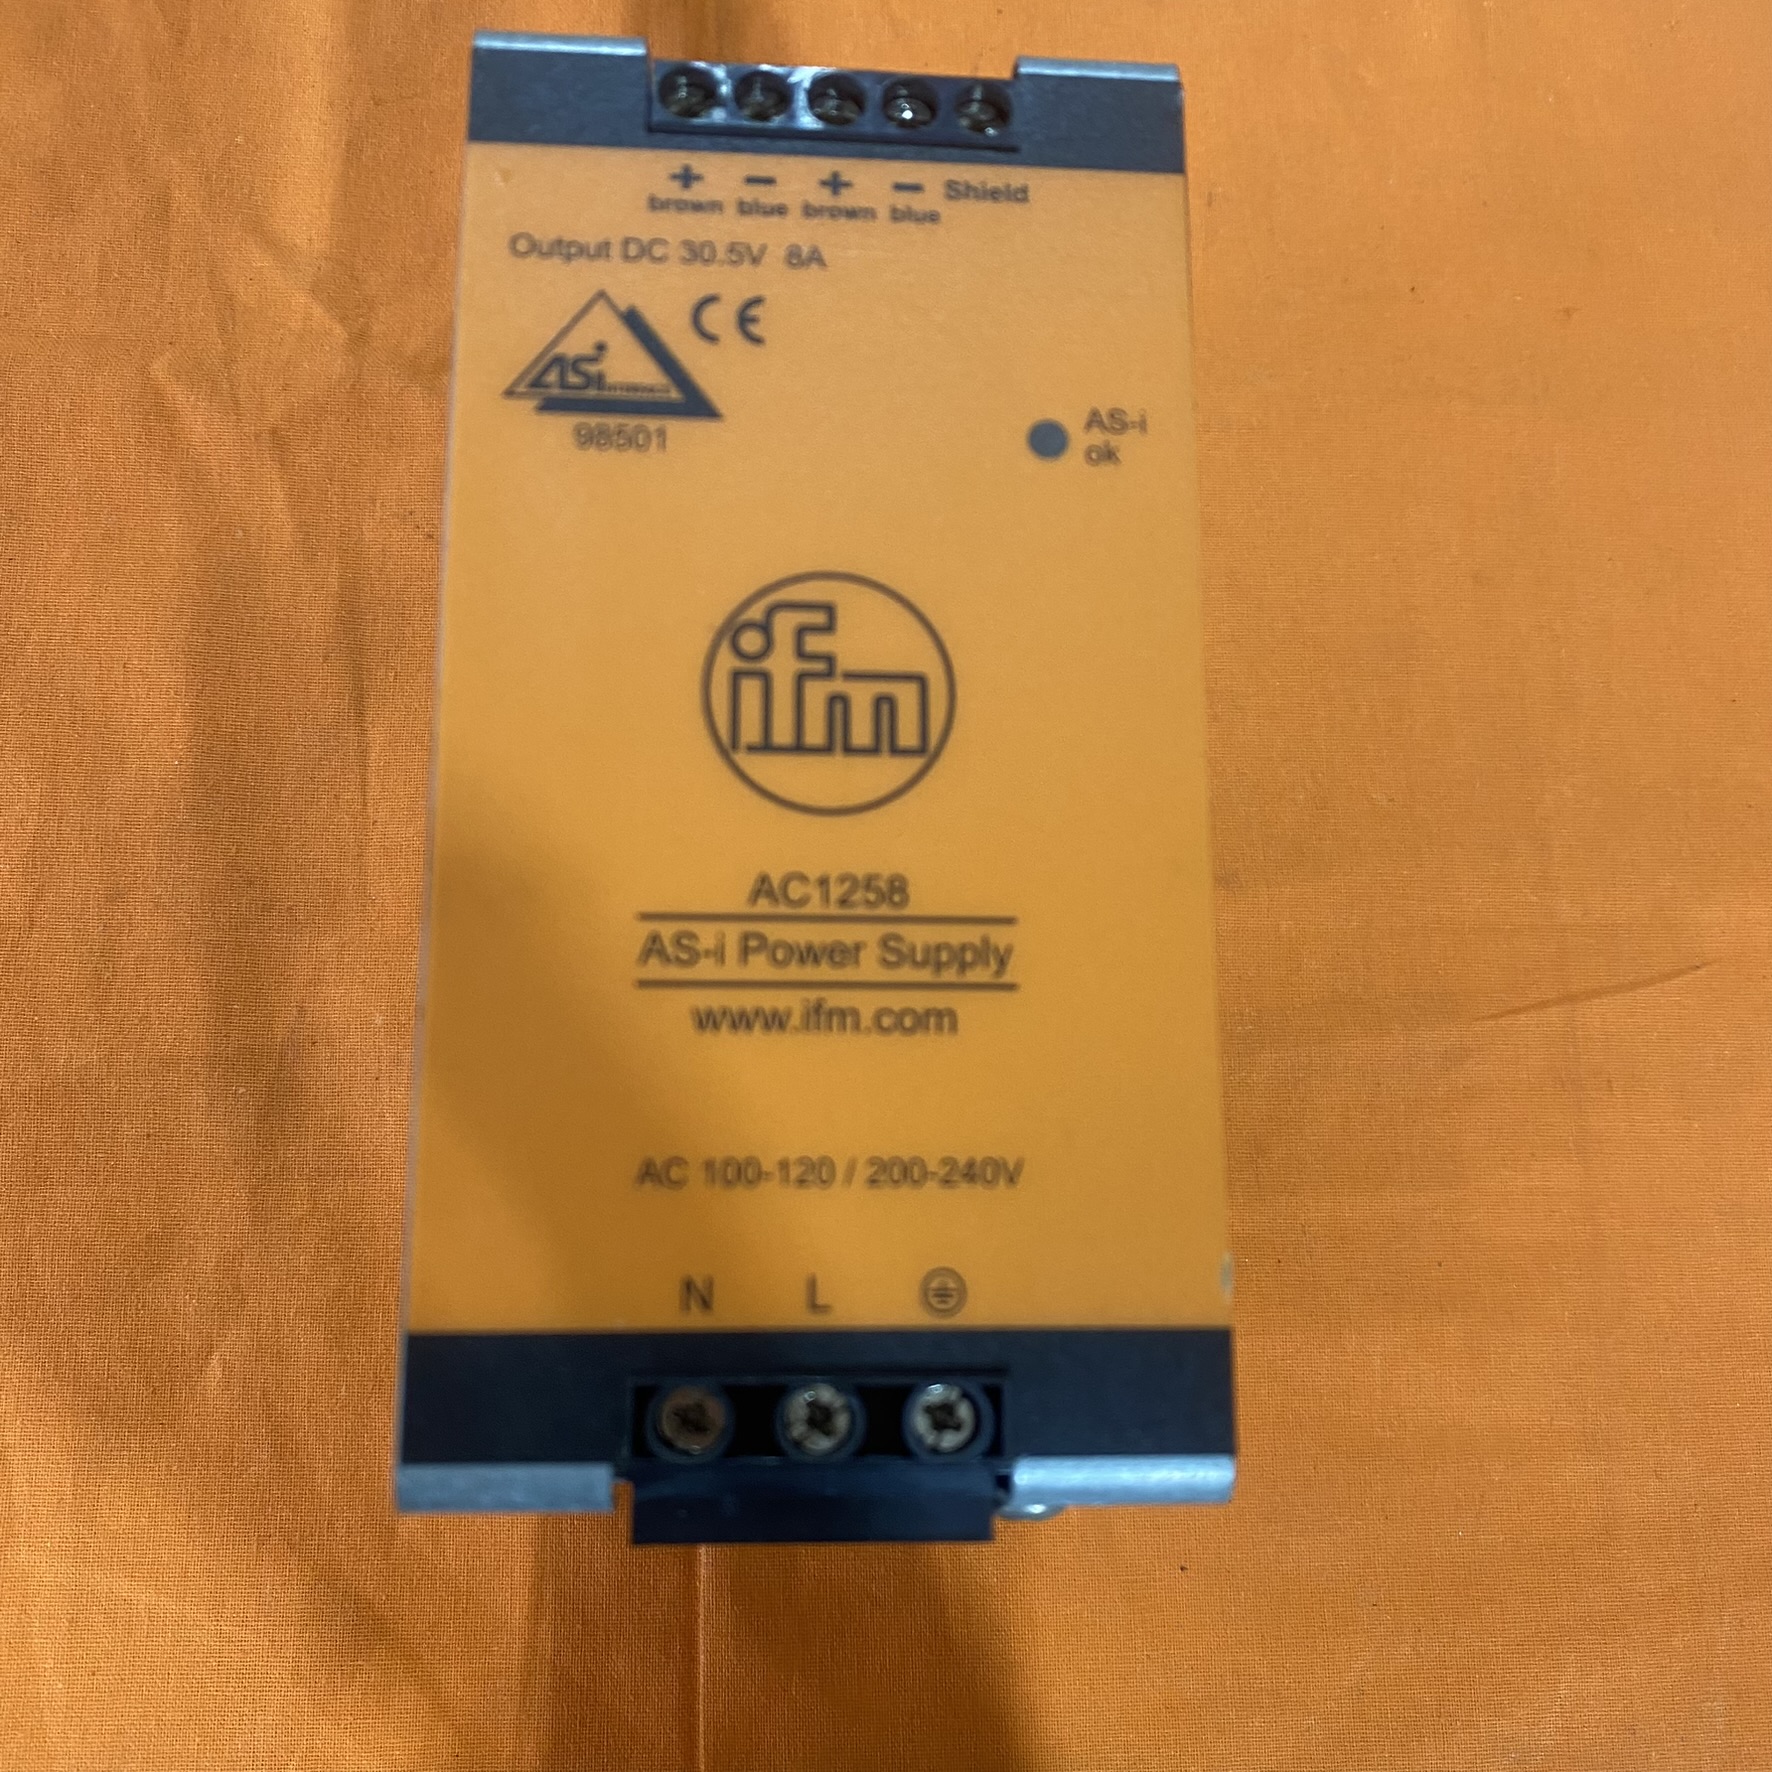 + − + − Shield
brown blue brown blue
Output DC 30.5V 8A
CE
ASi
98501
AS-i
ok
ifm
AC1258
AS-i Power Supply
www.ifm.com
AC 100-120 / 200-240V
N L